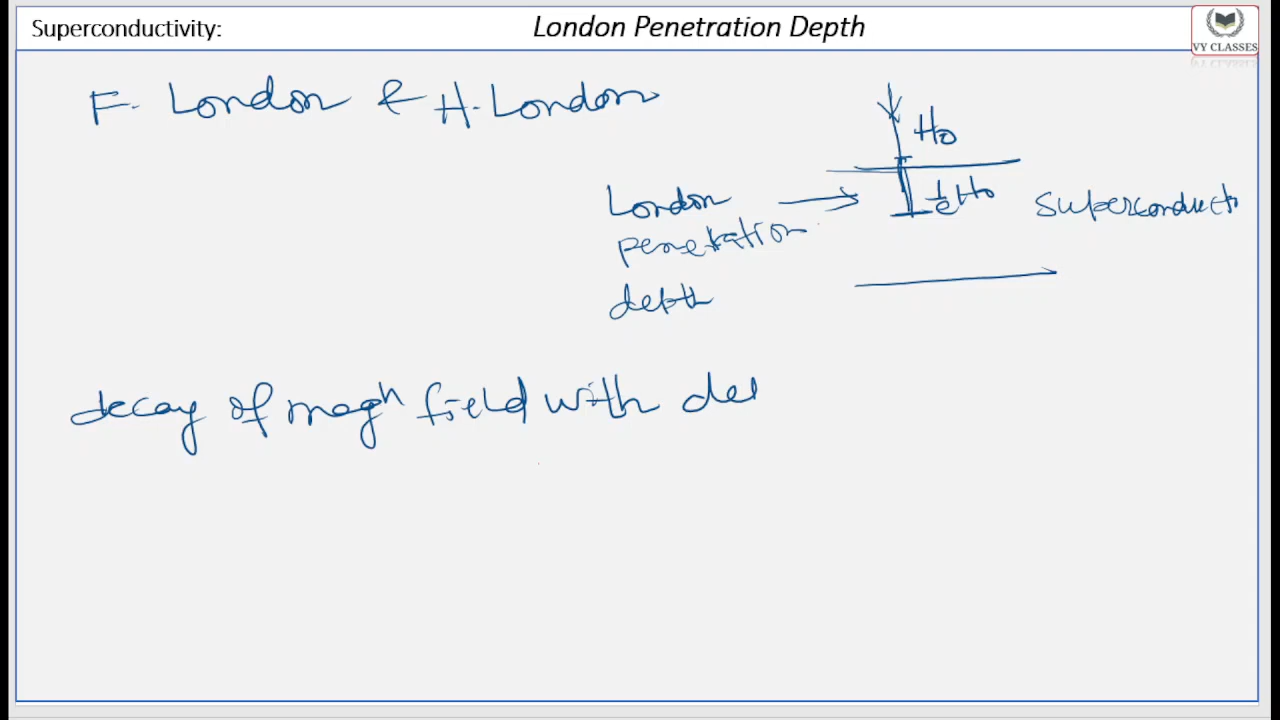 Superconductivity:
London Penetration Depth
VY CLASSES
F. London & H. London
H0
1/e H0
Superconducto
London
penetration
depth
decay of magn field with de